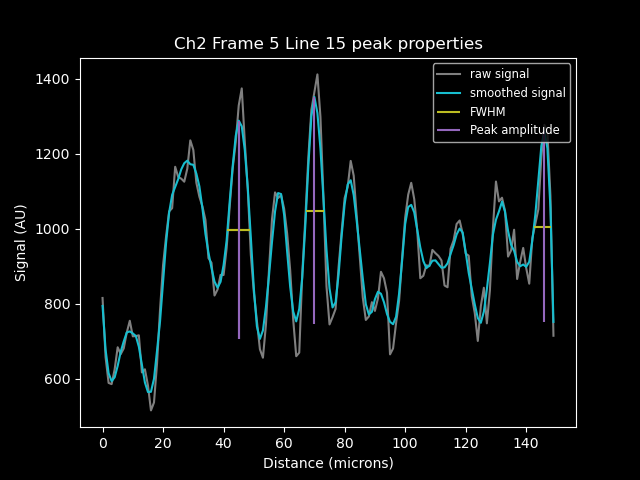 Ch2 Frame 5 Line 15 peak properties
raw signal
smoothed signal
FWHM
Peak amplitude
1400
1200
1000
800
600
Signal (AU)
0 20 40 60 80 100 120 140
Distance (microns)